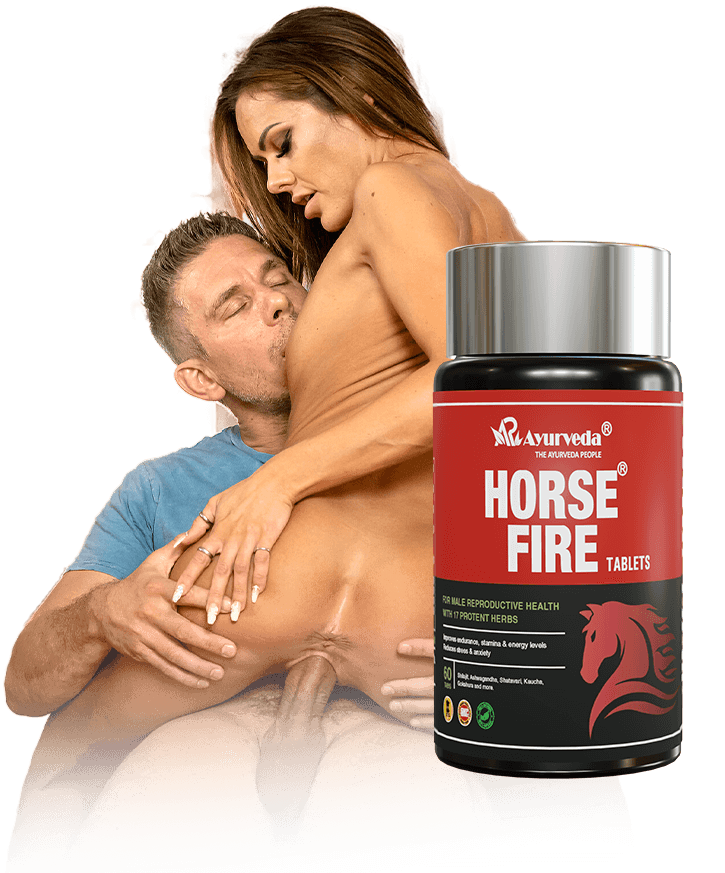 MR Ayurveda®
THE AYURVEDA PEOPLE
HORSE®
FIRE TABLETS
FOR MALE REPRODUCTIVE HEALTH
WITH 17 PROTENT HERBS
Improves endurance, stamina & energy levels
Reduces stress & anxiety
60
Shilajit, Ashwagandha, Shatavari, Kaucha,
Gokshura and more.